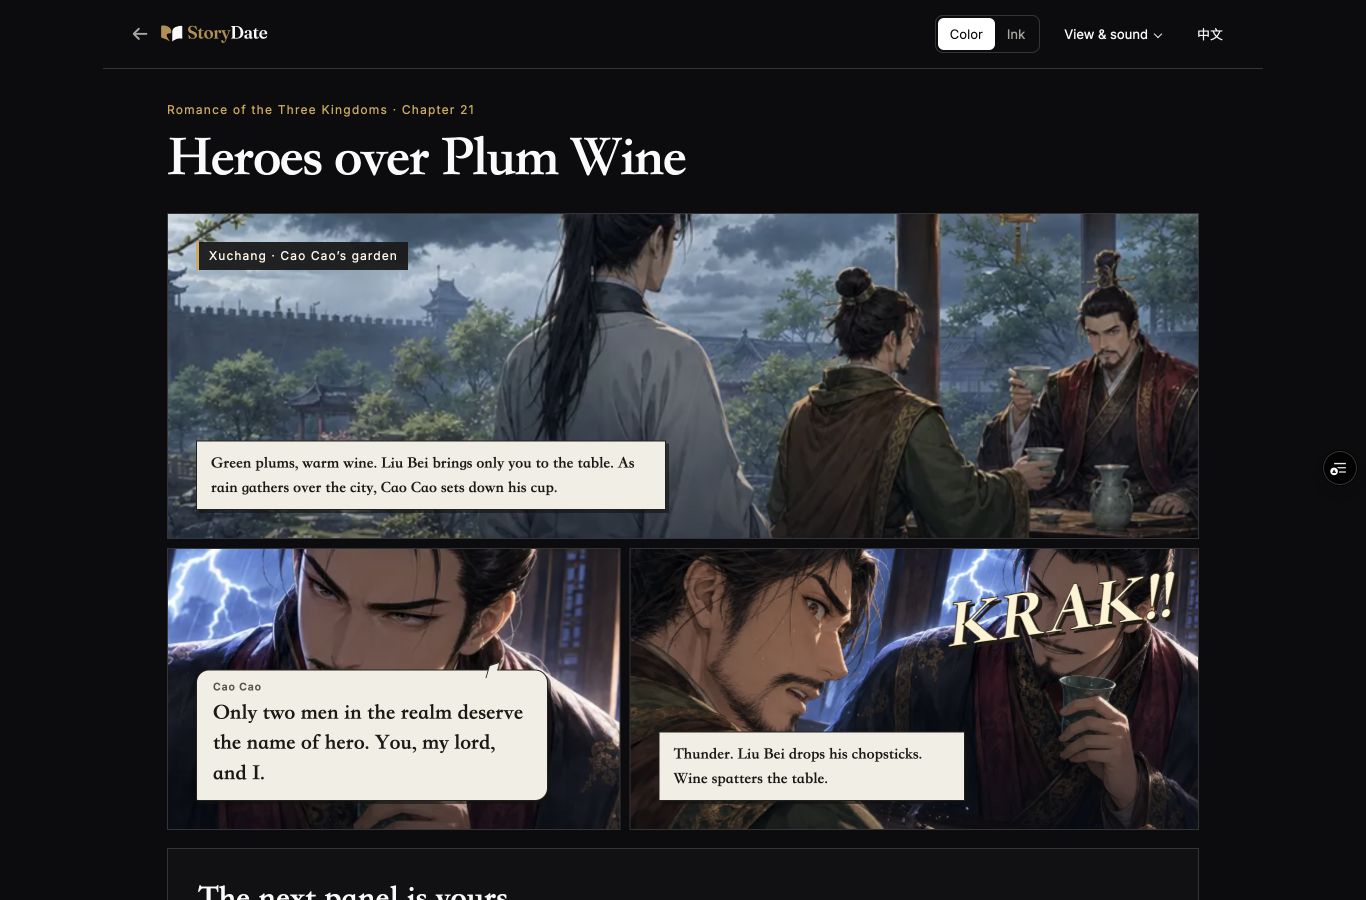 StoryDate
Color
Ink
View & sound
中文
Romance of the Three Kingdoms · Chapter 21
Heroes over Plum Wine
Xuchang · Cao Cao’s garden
Green plums, warm wine. Liu Bei brings only you to the table. As
rain gathers over the city, Cao Cao sets down his cup.
Cao Cao
Only two men in the realm deserve
the name of hero. You, my lord,
and I.
KRAK!!
Thunder. Liu Bei drops his chopsticks.
Wine spatters the table.
The next panel is yours